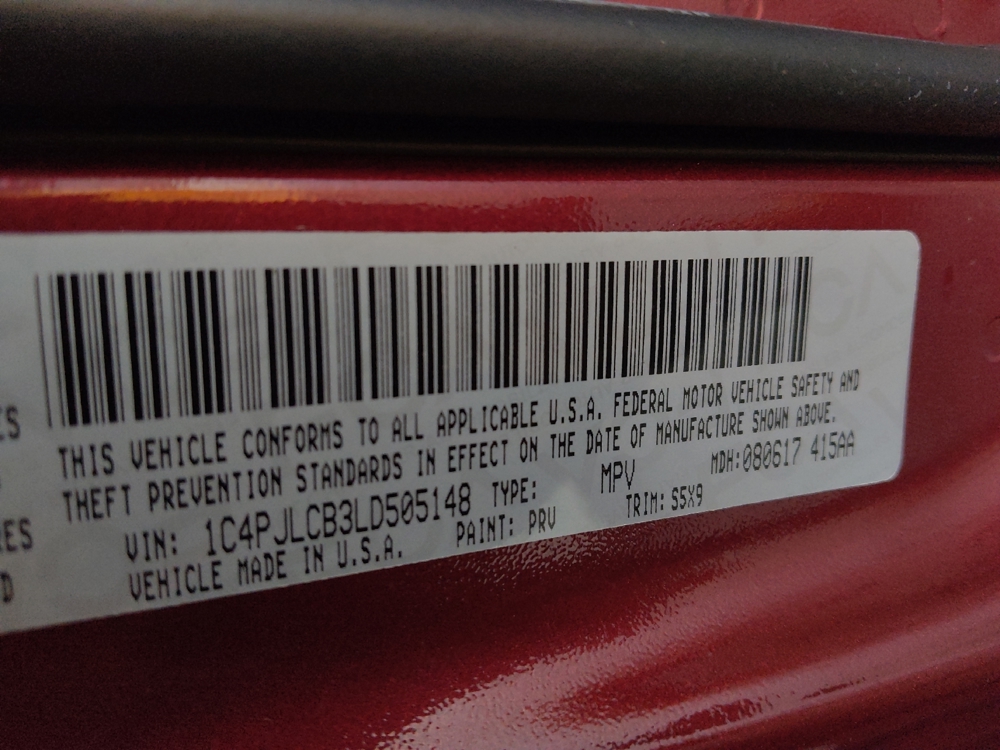 THIS VEHICLE CONFORMS TO ALL APPLICABLE U.S.A. FEDERAL MOTOR VEHICLE SAFETY AND
THEFT PREVENTION STANDARDS IN EFFECT ON THE DATE OF MANUFACTURE SHOWN ABOVE.
MDH:080617 415AA
VIN: 1C4PJLCB3LD505148 TYPE: MPV
VEHICLE MADE IN U.S.A. PAINT: PRV TRIM: S5X9